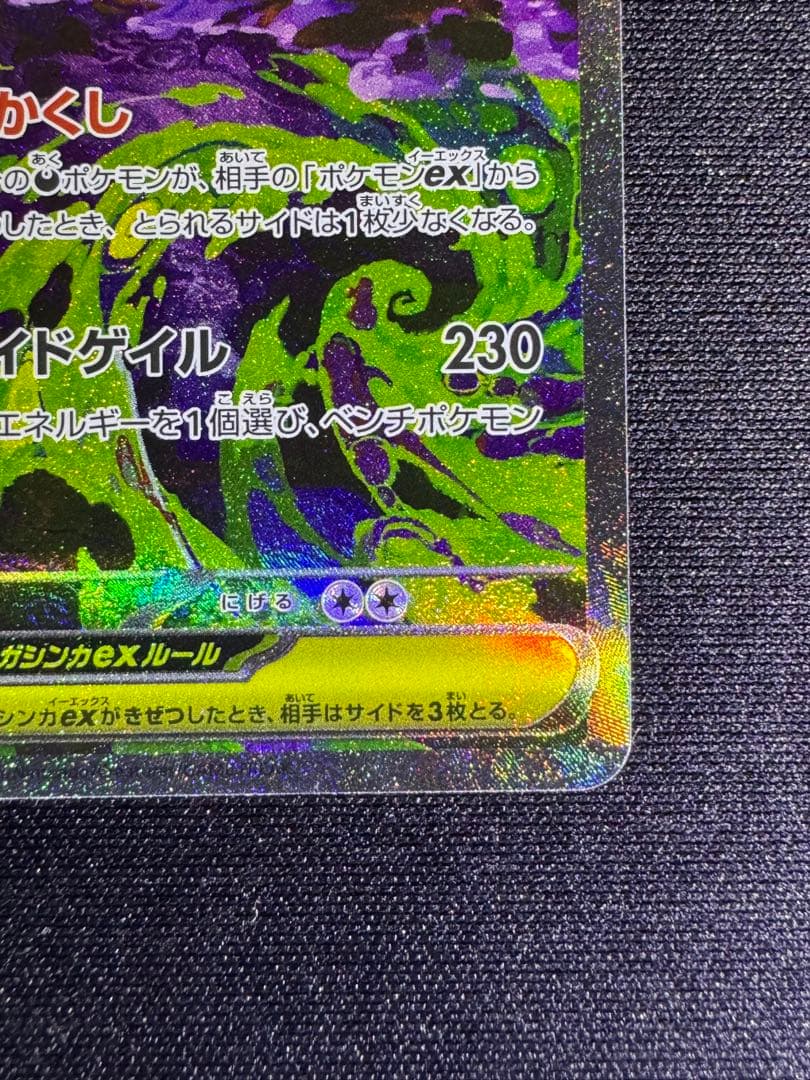 かくし
の ポケモンが、相手の「ポケモンex」から
したとき、とられるサイドは1枚少なくなる。
イドゲイル 230
エネルギーを1個選び、ベンチポケモン
にげる
ガシンカexルール
シンカexがきぜつしたとき、相手はサイドを3枚とる。